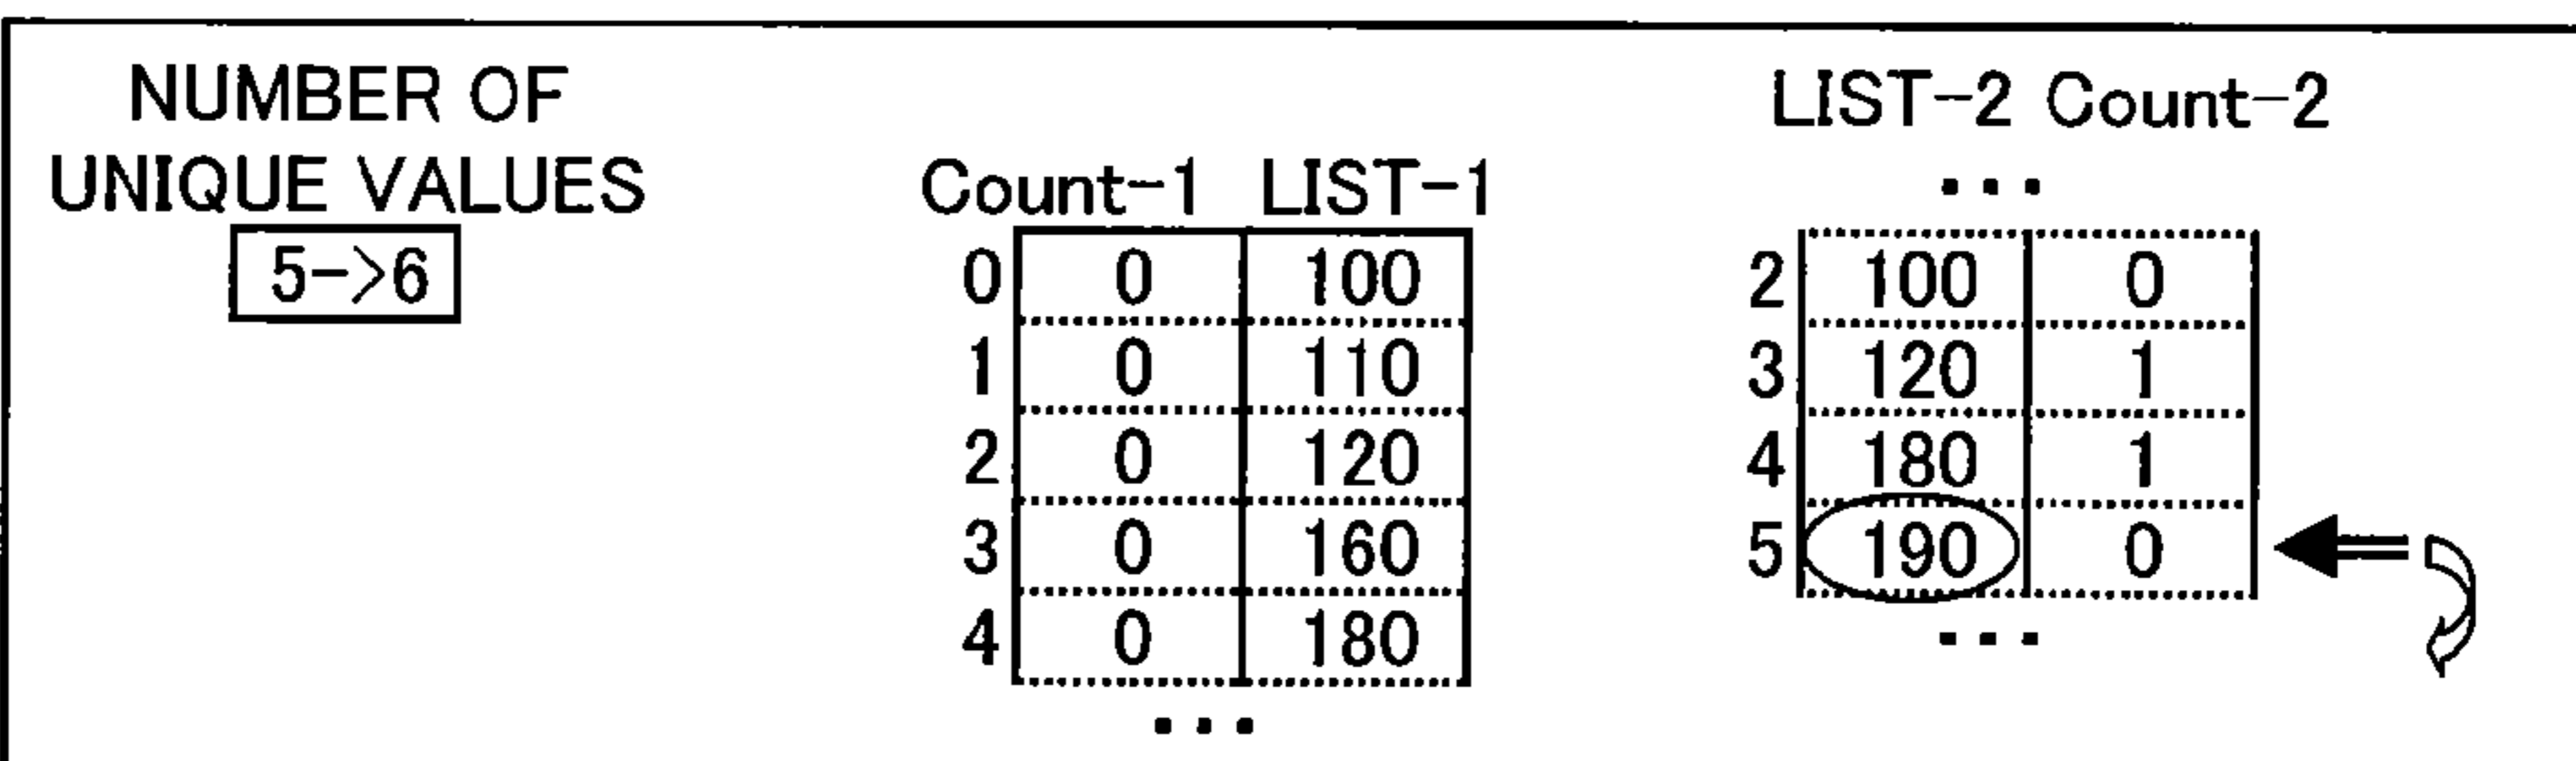 NUMBER OF
UNIQUE VALUES
5->6
Count-1 LIST-1
0 0 100
1 0 110
2 0 120
3 0 160
4 0 180
...
LIST-2 Count-2
...
2 100 0
3 120 1
4 180 1
5 190 0
...